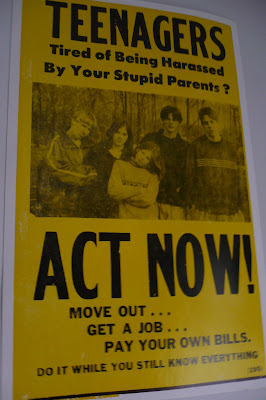 TEENAGERS
Tired of Being Harassed
By Your Stupid Parents?
ACT NOW!
MOVE OUT...
GET A JOB...
PAY YOUR OWN BILLS.
DO IT WHILE YOU STILL KNOW EVERYTHING